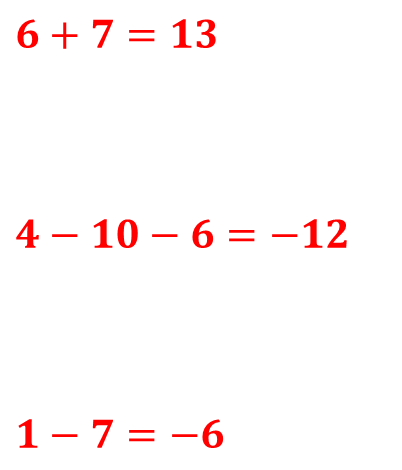 6 + 7 = 13
4 − 10 − 6 = −12
1 − 7 = −6